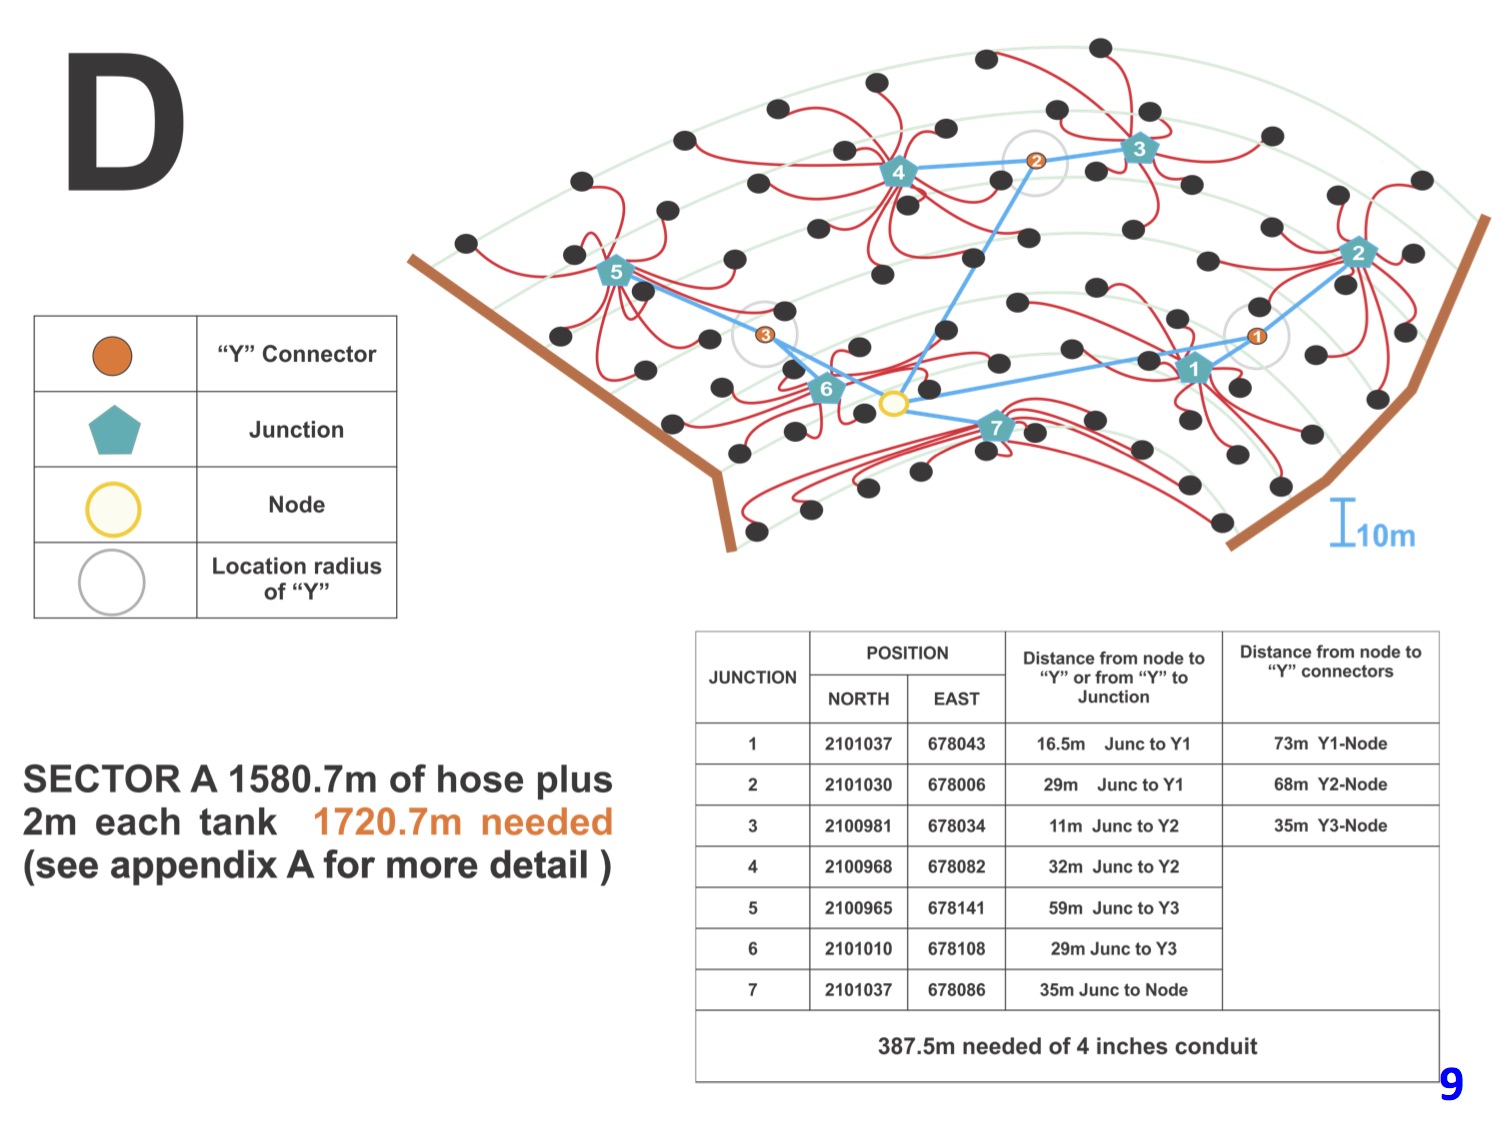 D
4
2
3
5
2
3
1
1
6
7
10m
"Y" Connector
Junction
Node
Location radius
of "Y"
SECTOR A 1580.7m of hose plus
2m each tank 1720.7m needed
(see appendix A for more detail )
JUNCTION
POSITION
NORTH
EAST
Distance from node to
"Y" or from "Y" to
Junction
Distance from node to
"Y" connectors
1 2101037 678043 16.5m Junc to Y1 73m Y1-Node
2 2101030 678006 29m Junc to Y1 68m Y2-Node
3 2100981 678034 11m Junc to Y2 35m Y3-Node
4 2100968 678082 32m Junc to Y2
5 2100965 678141 59m Junc to Y3
6 2101010 678108 29m Junc to Y3
7 2101037 678086 35m Junc to Node
387.5m needed of 4 inches conduit
9